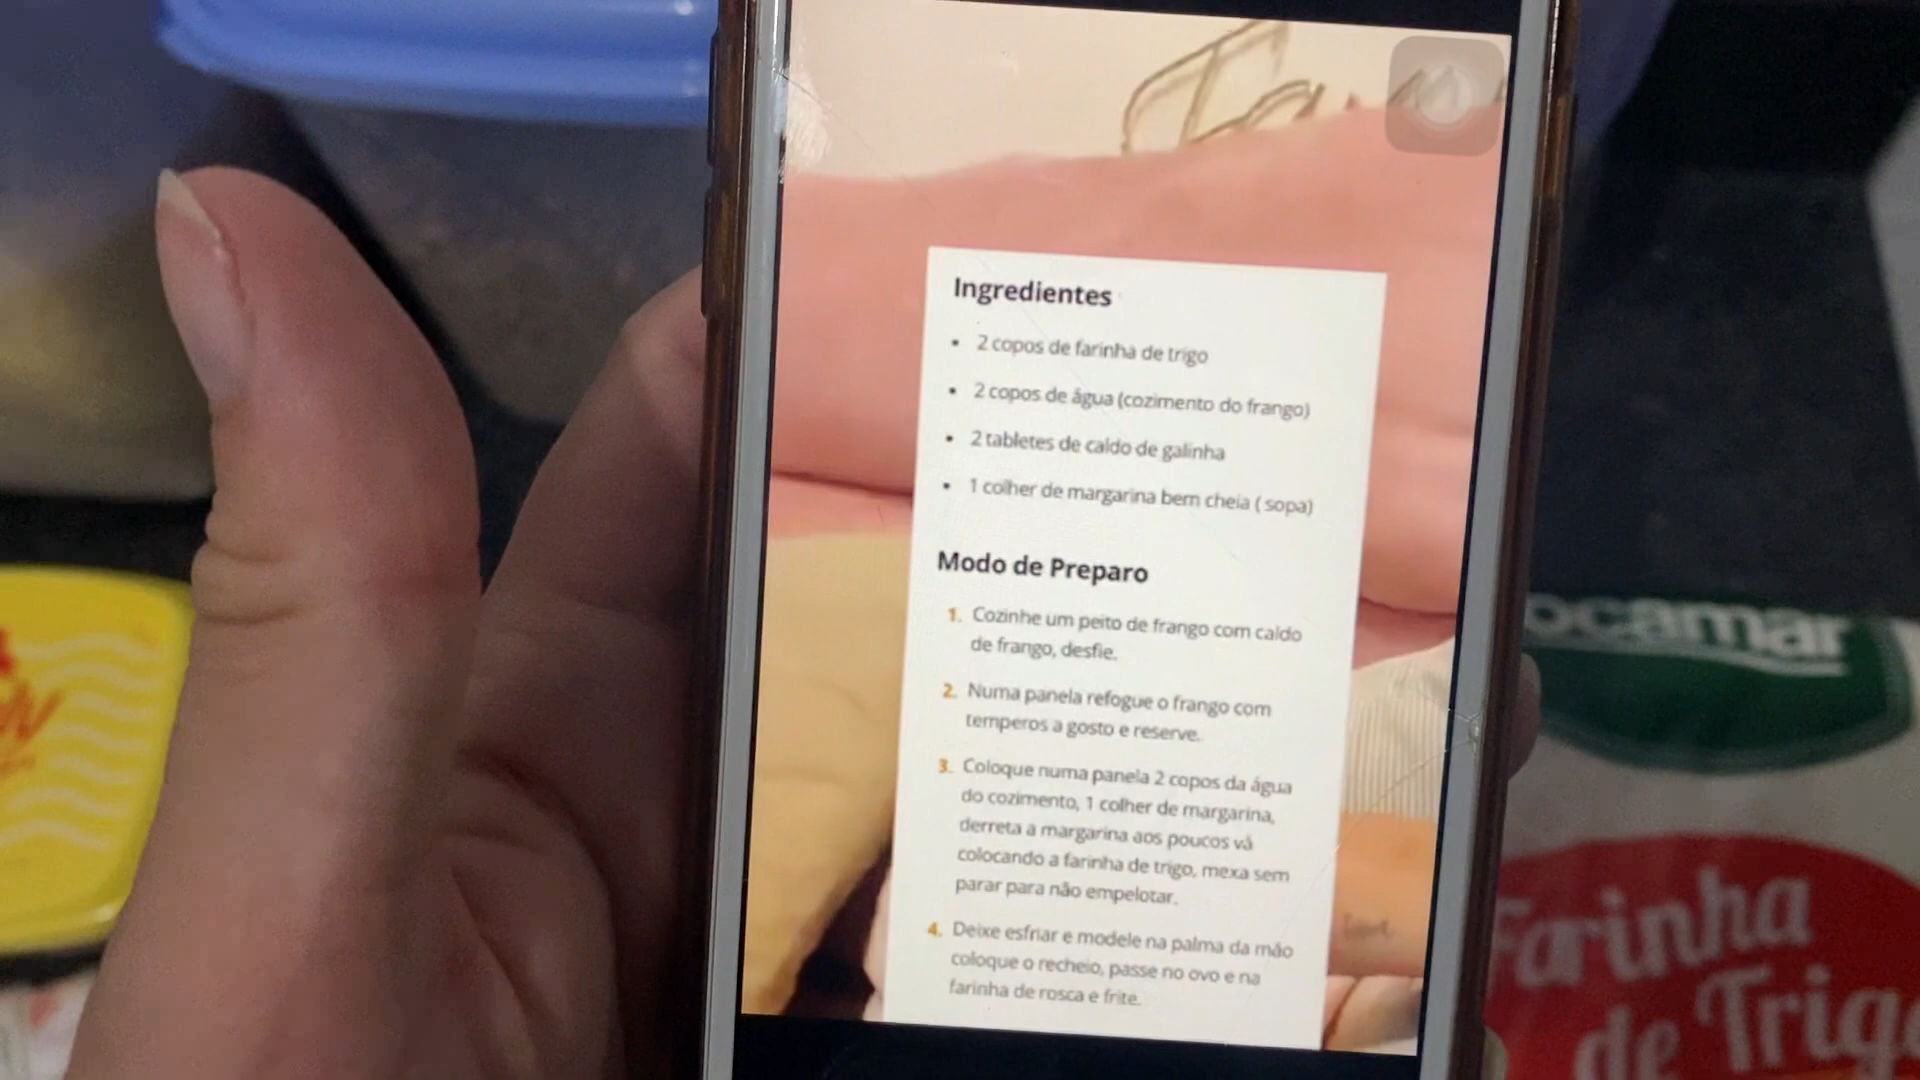 Ingredientes
• 2 copos de farinha de trigo
• 2 copos de água (cozimento do frango)
• 2 tabletes de caldo de galinha
• 1 colher de margarina bem cheia ( sopa)
Modo de Preparo
1. Cozinhe um peito de frango com caldo
de frango, desfie.
2. Numa panela refogue o frango com
temperos a gosto e reserve.
3. Coloque numa panela 2 copos da água
do cozimento, 1 colher de margarina,
derreta a margarina aos poucos vá
colocando a farinha de trigo, mexa sem
parar para não empelotar.
4. Deixe esfriar e modele na palma da mão
coloque o recheio, passe no ovo e na
farinha de rosca e frite.
ocamar
Farinha
de Trigo